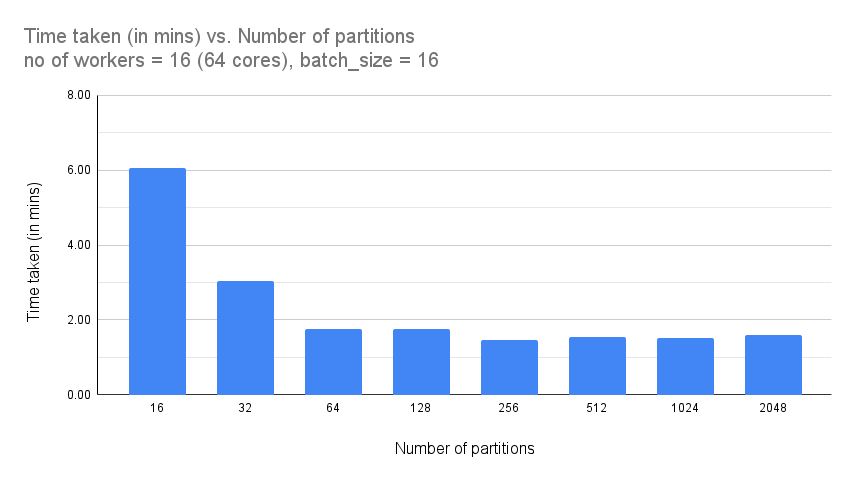 Time taken (in mins) vs. Number of partitions
no of workers = 16 (64 cores), batch_size = 16
8.00
6.00
4.00
2.00
0.00
Time taken (in mins)
16 32 64 128 256 512 1024 2048
Number of partitions